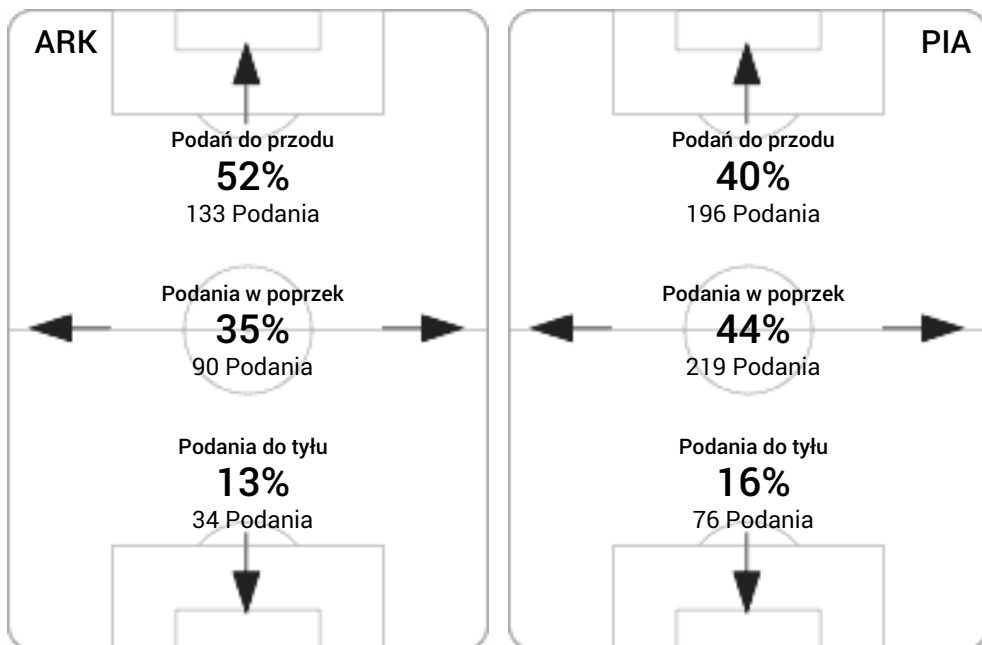 ARK
Podań do przodu
52%
133 Podania
Podania w poprzek
35%
90 Podania
Podania do tyłu
13%
34 Podania
PIA
Podań do przodu
40%
196 Podania
Podania w poprzek
44%
219 Podania
Podania do tyłu
16%
76 Podania